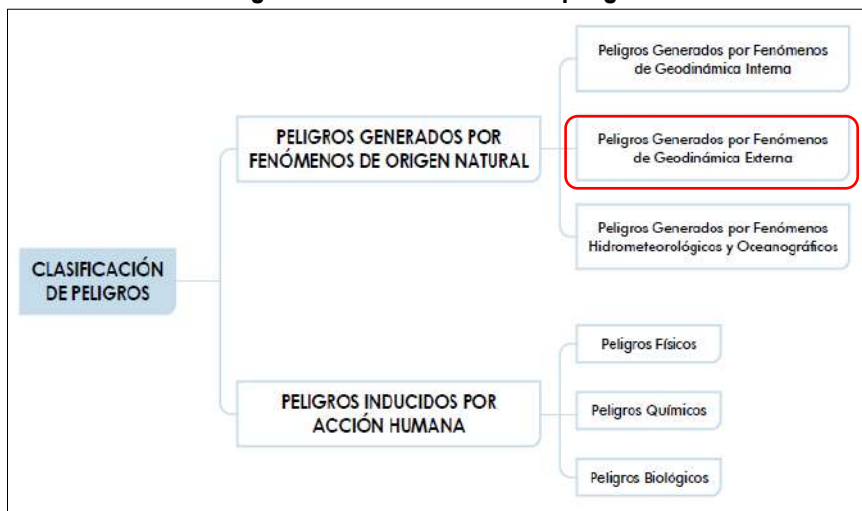 Peligros Generados por Fenómenos
de Geodinámica Interna
PELIGROS GENERADOS POR
FENÓMENOS DE ORIGEN NATURAL
Peligros Generados por Fenómenos
de Geodinámica Externa
Peligros Generados por Fenómenos
Hidrometeorológicos y Oceanográficos
CLASIFICACIÓN
DE PELIGROS
Peligros Físicos
PELIGROS INDUCIDOS POR
ACCIÓN HUMANA
Peligros Químicos
Peligros Biológicos